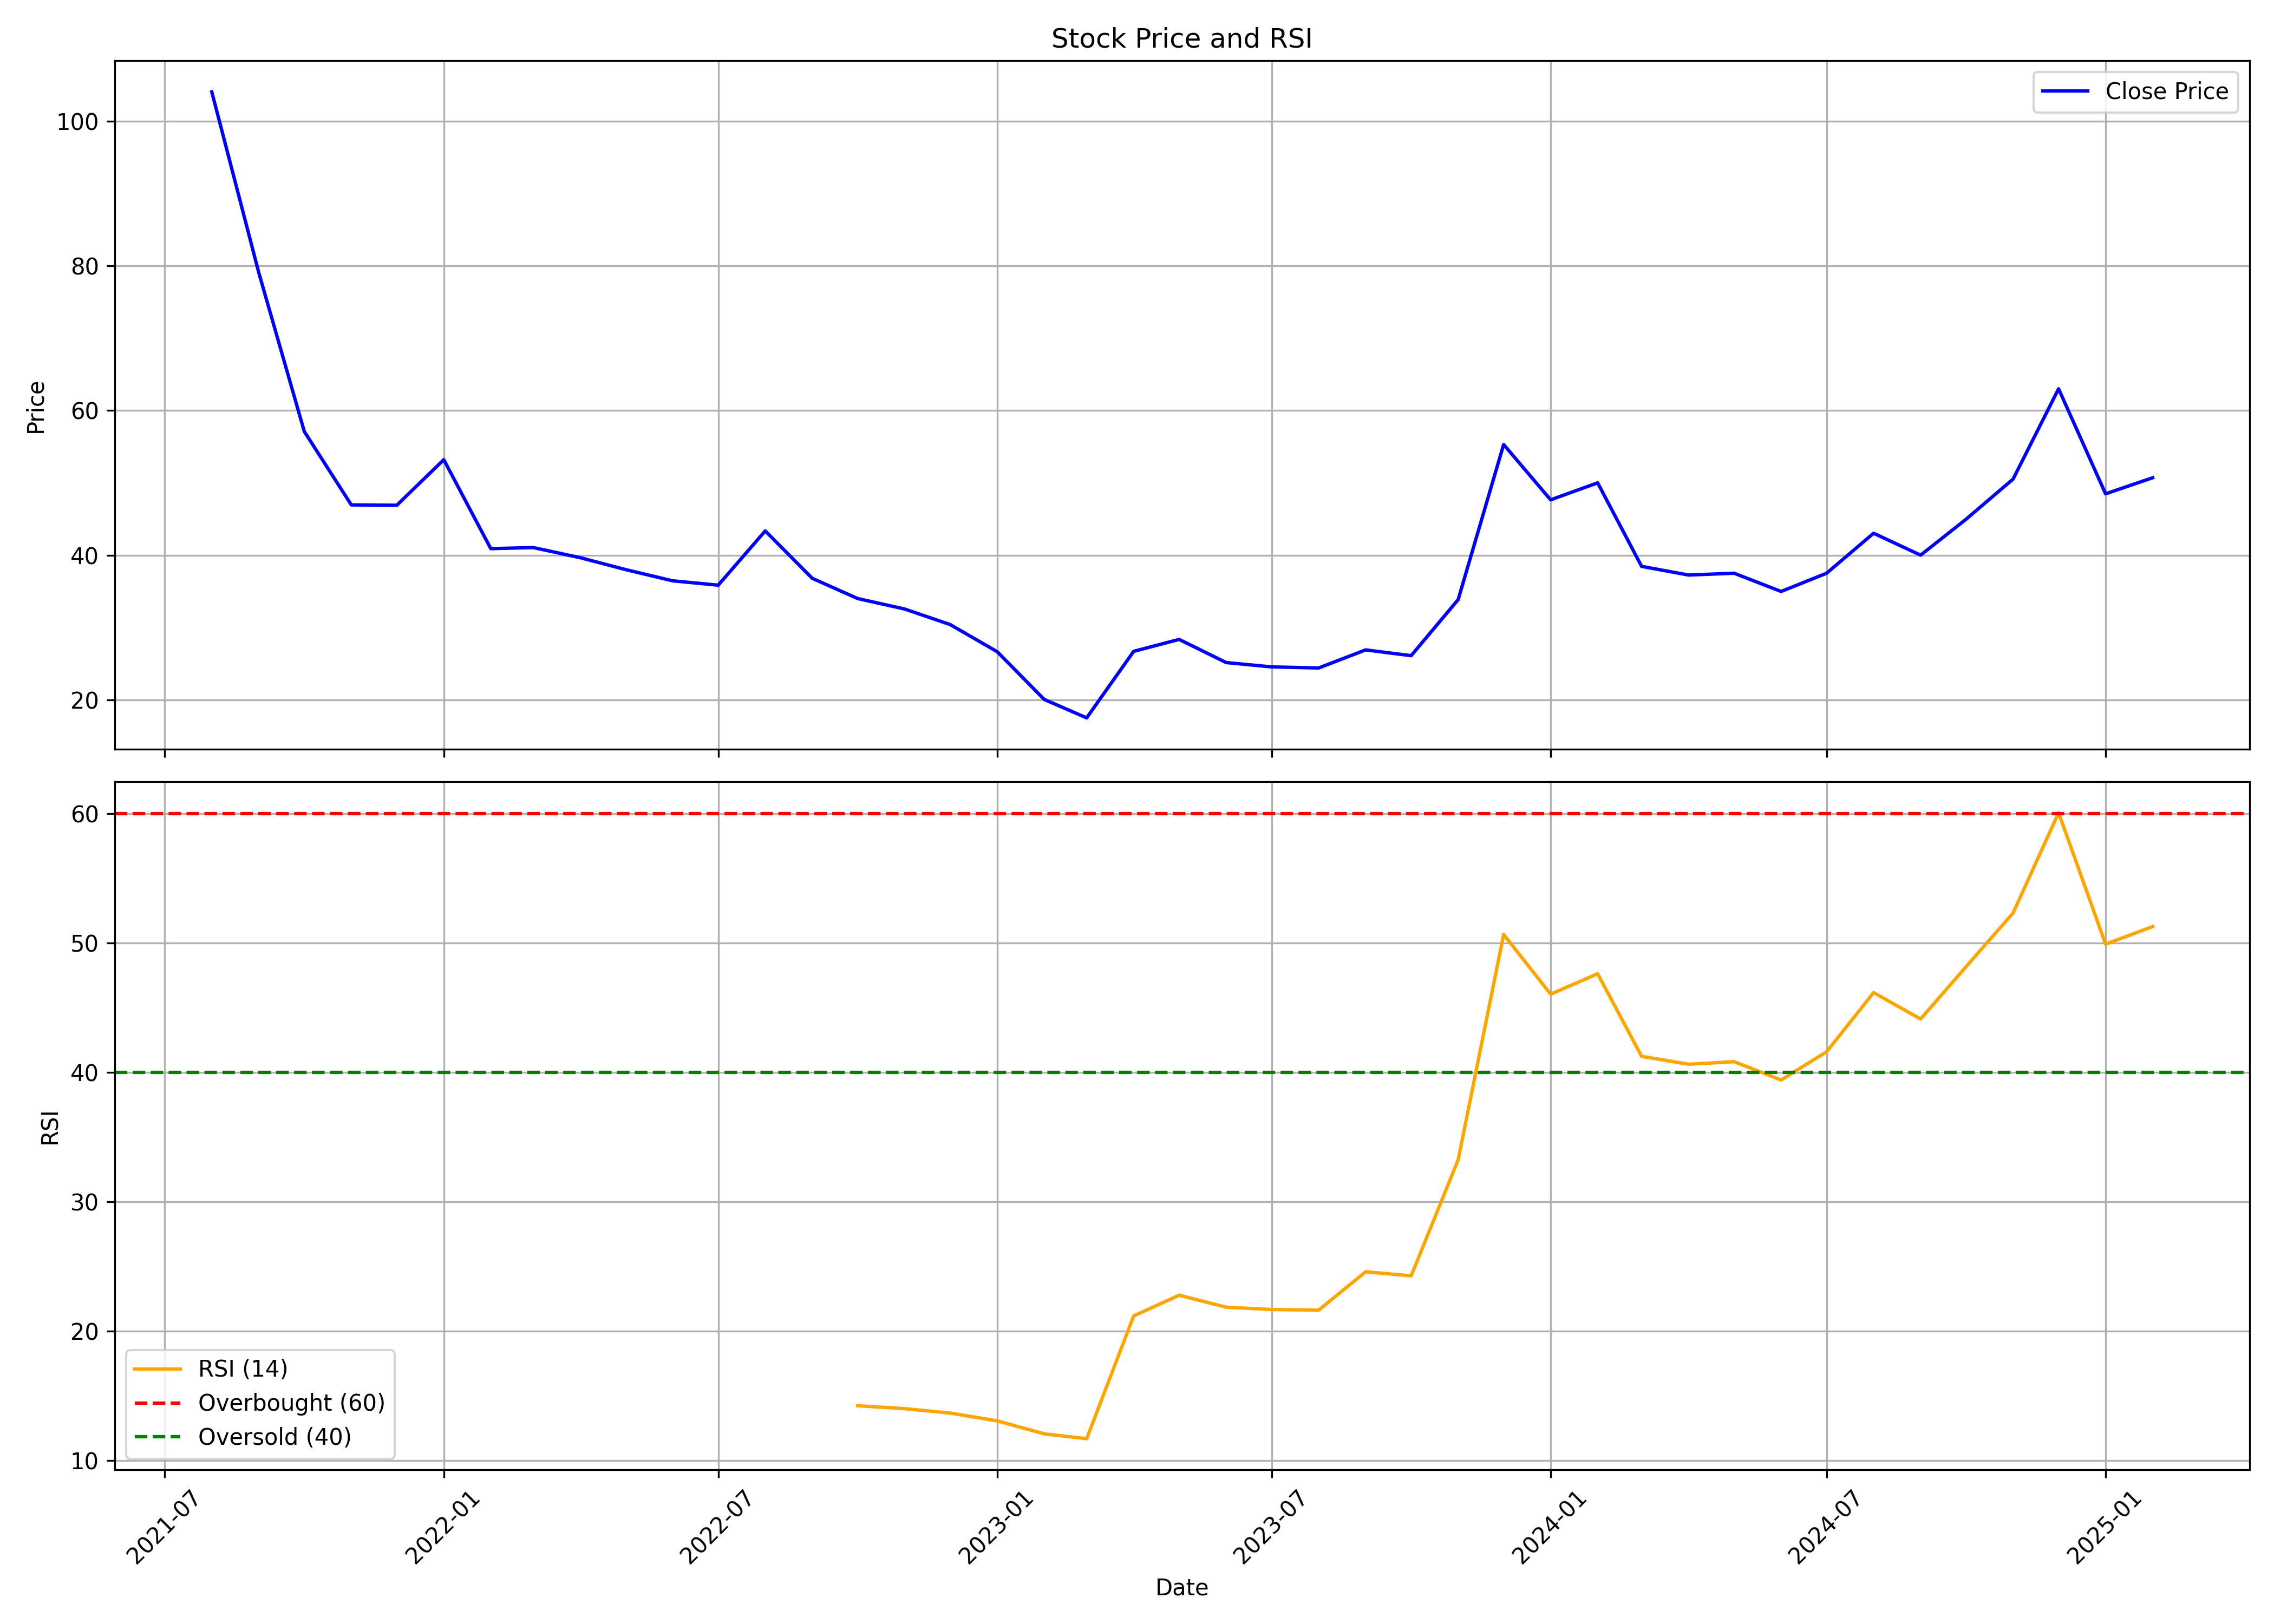 Stock Price and RSI
Close Price
100
80
60
40
20
Price
60
50
40
30
20
10
RSI
RSI (14)
Overbought (60)
Oversold (40)
2021-07
2022-01
2022-07
2023-01
2023-07
2024-01
2024-07
2025-01
Date